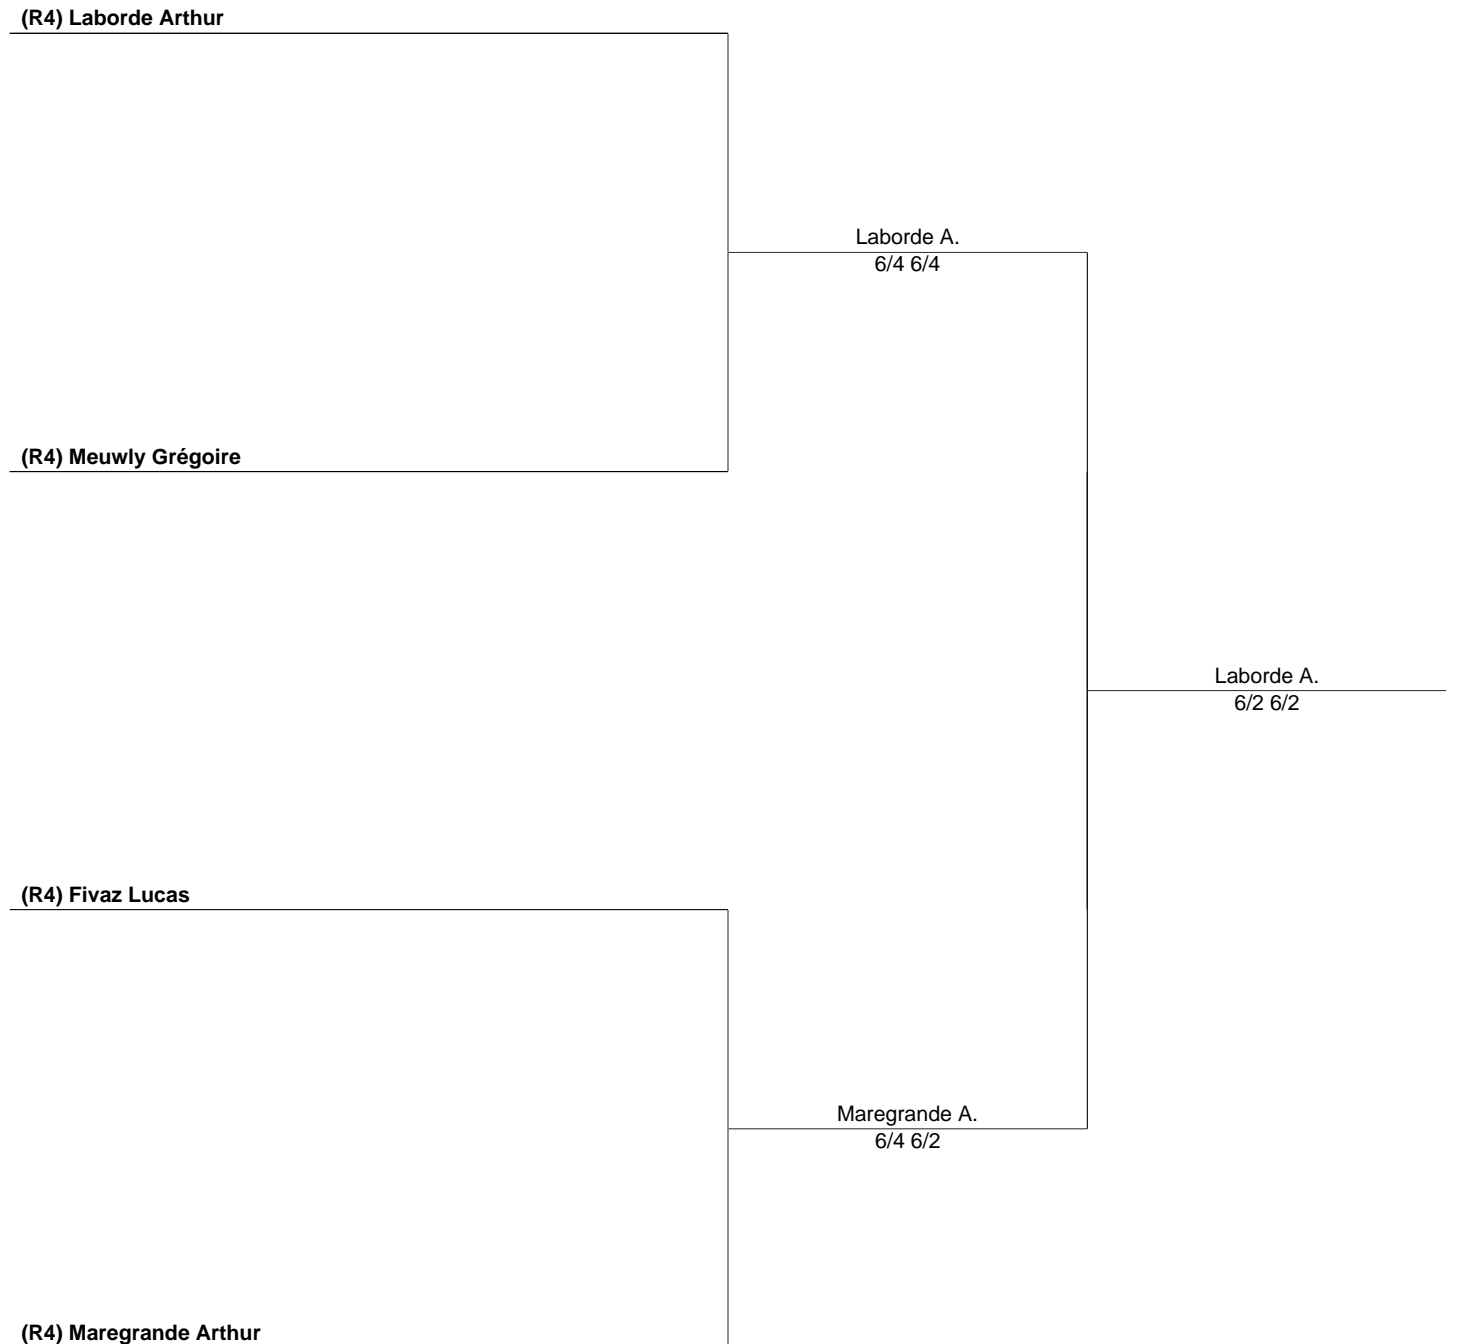 (R4) Laborde Arthur
Laborde A.
6/4 6/4
(R4) Meuwly Grégoire
Laborde A.
6/2 6/2
(R4) Fivaz Lucas
Maregrande A.
6/4 6/2
(R4) Maregrande Arthur